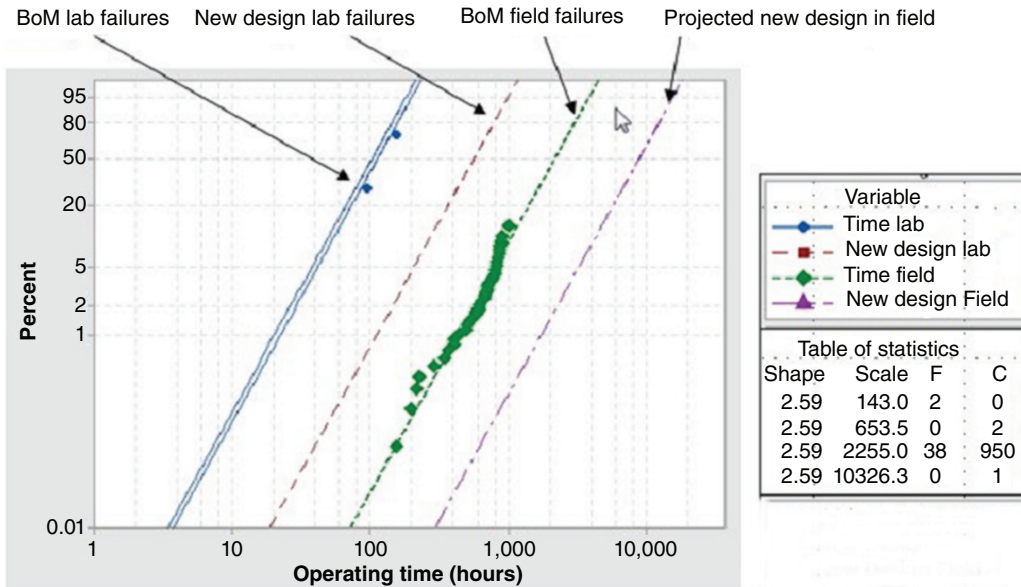 BoM lab failures
New design lab failures
BoM field failures
Projected new design in field
95
80
50
20
5
2
1
0.01
Percent
1
10
100
1,000
10,000
Operating time (hours)
Variable
Time lab
New design lab
Time field
New design Field
Table of statistics
Shape Scale F C
2.59 143.0 2 0
2.59 653.5 0 2
2.59 2255.0 38 950
2.59 10326.3 0 1